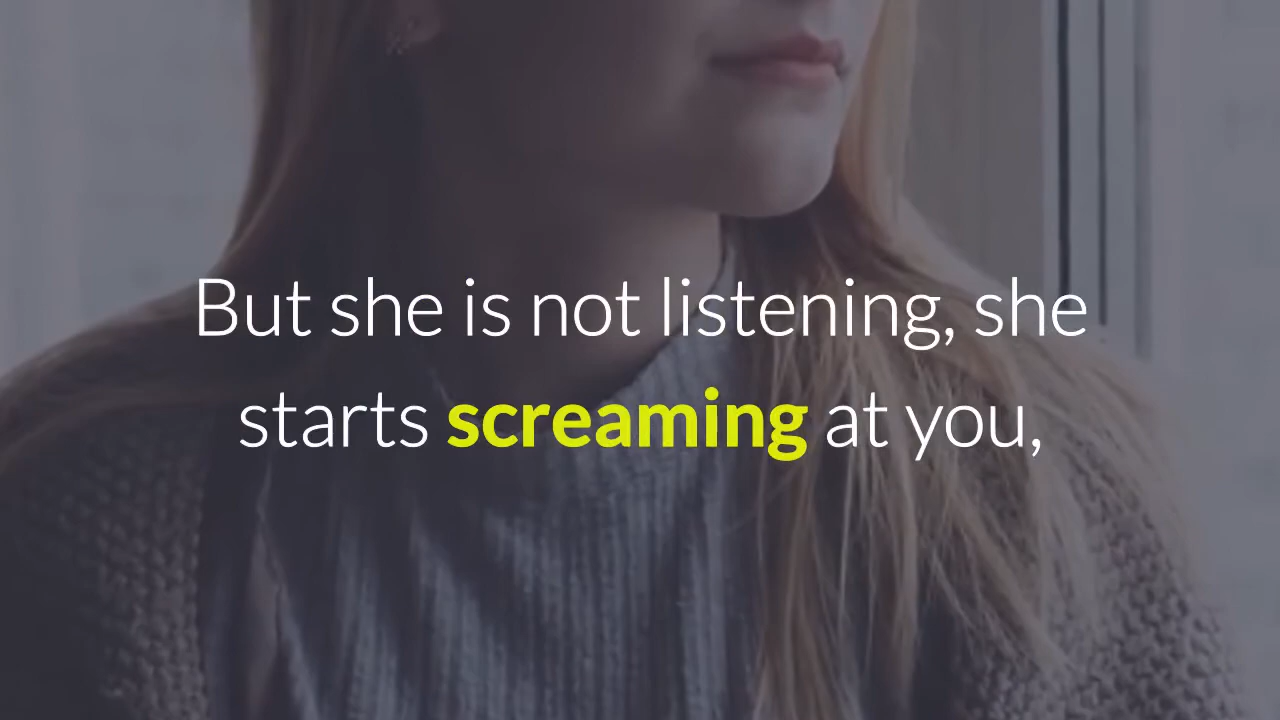 But she is not listening, she
starts screaming at you,